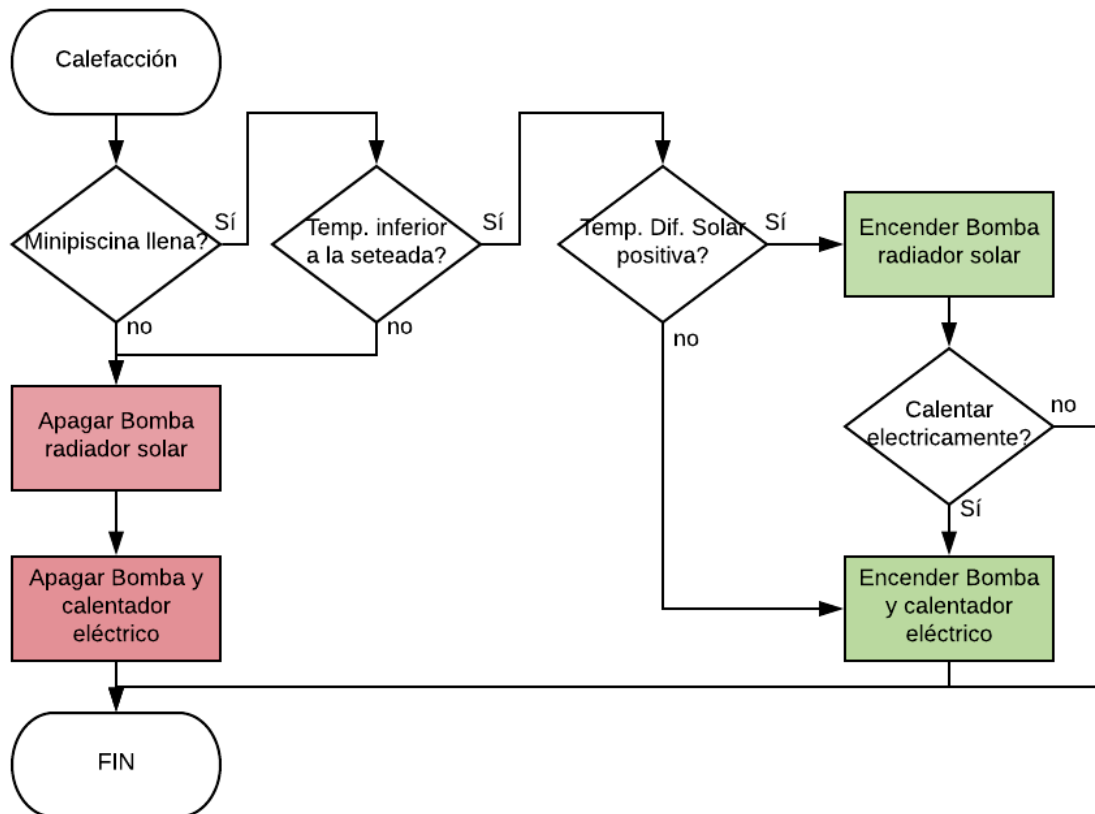 Calefacción
Minipiscina llena?
Sí
no
Temp. inferior
a la seteada?
Sí
no
Temp. Dif. Solar
positiva?
Sí
no
Encender Bomba
radiador solar
Calentar
electricamente?
no
Sí
Apagar Bomba
radiador solar
Apagar Bomba y
calentador
eléctrico
Encender Bomba
y calentador
eléctrico
FIN